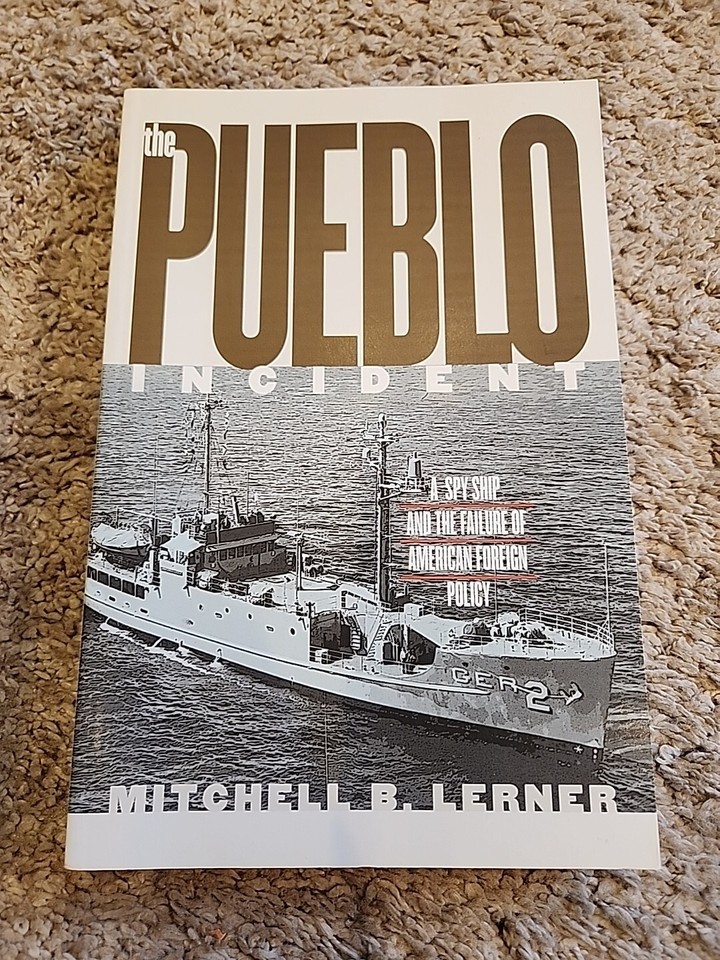 the
PUEBLO
INCIDENT
A SPY SHIP
AND THE FAILURE OF
AMERICAN FOREIGN
POLICY
GER 2
MITCHELL B. LERNER